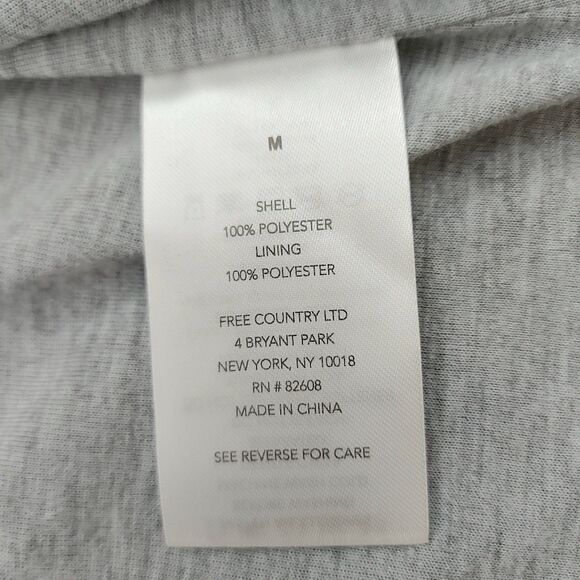 M
SHELL
100% POLYESTER
LINING
100% POLYESTER
FREE COUNTRY LTD
4 BRYANT PARK
NEW YORK, NY 10018
RN # 82608
MADE IN CHINA
SEE REVERSE FOR CARE